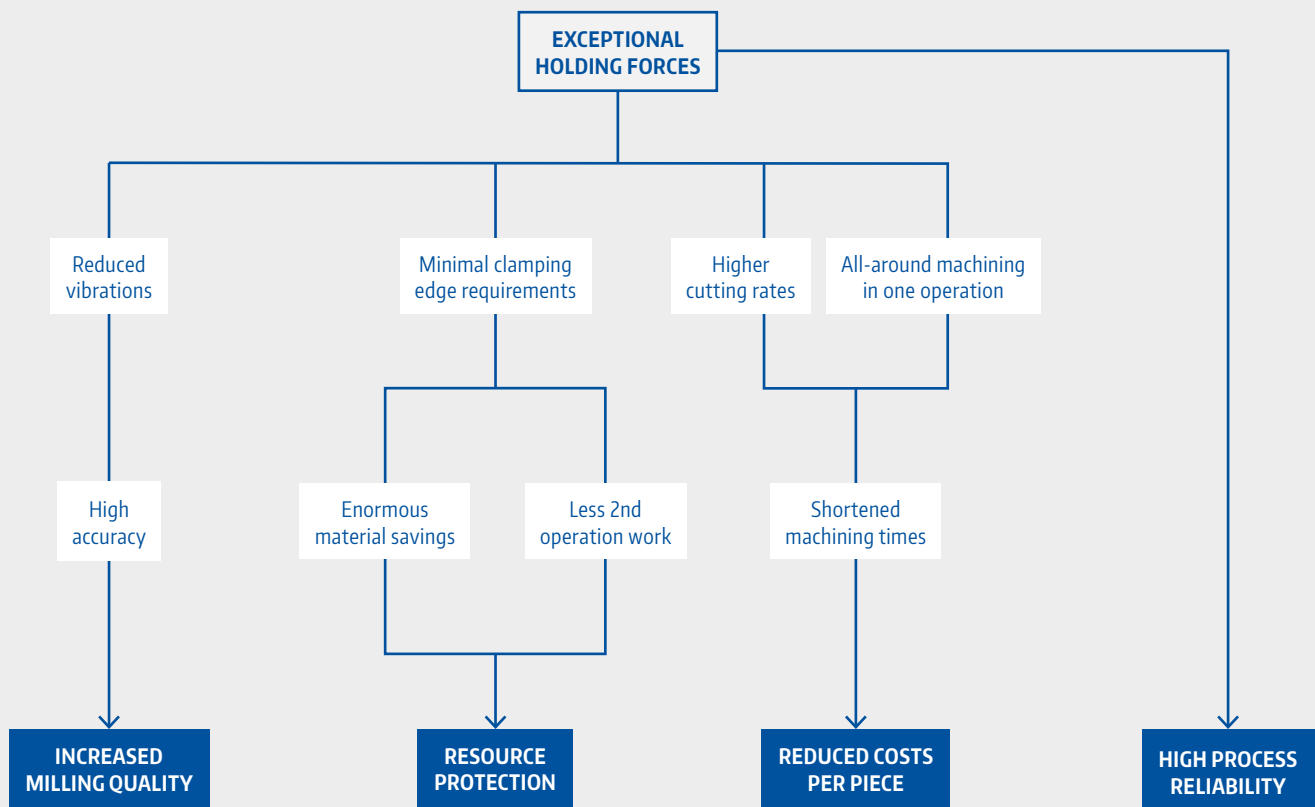 EXCEPTIONAL
HOLDING FORCES
Reduced
vibrations
Minimal clamping
edge requirements
Higher
cutting rates
All-around machining
in one operation
High
accuracy
Enormous
material savings
Less 2nd
operation work
Shortened
machining times
INCREASED
MILLING QUALITY
RESOURCE
PROTECTION
REDUCED COSTS
PER PIECE
HIGH PROCESS
RELIABILITY